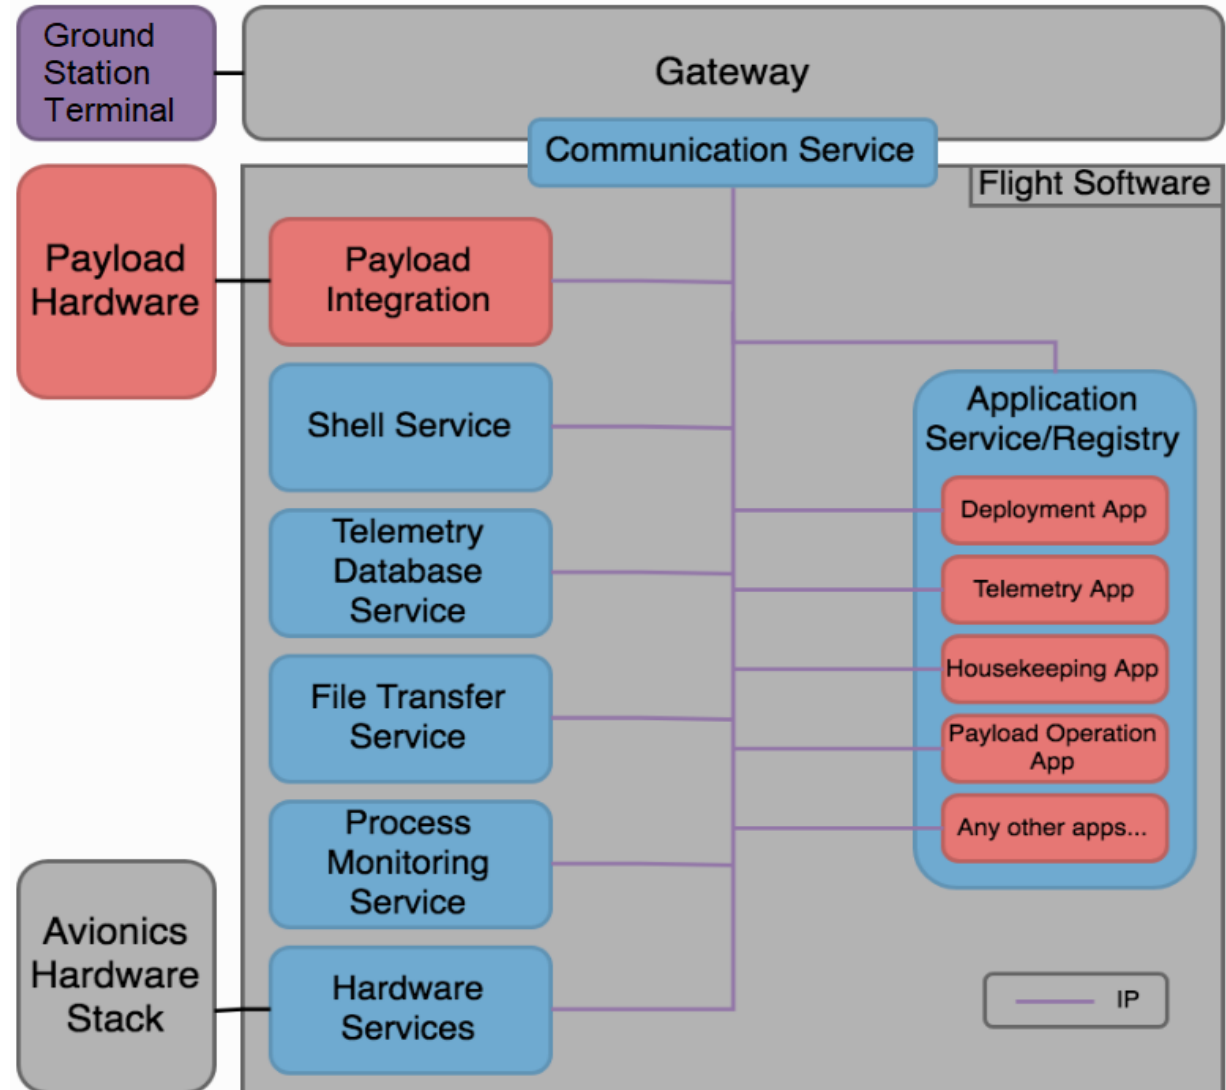 Ground
Station
Terminal
Gateway
Communication Service
Flight Software
Payload
Hardware
Payload
Integration
Shell Service
Telemetry
Database
Service
File Transfer
Service
Process
Monitoring
Service
Avionics
Hardware
Stack
Hardware
Services
Application
Service/Registry
Deployment App
Telemetry App
Housekeeping App
Payload Operation
App
Any other apps...
IP